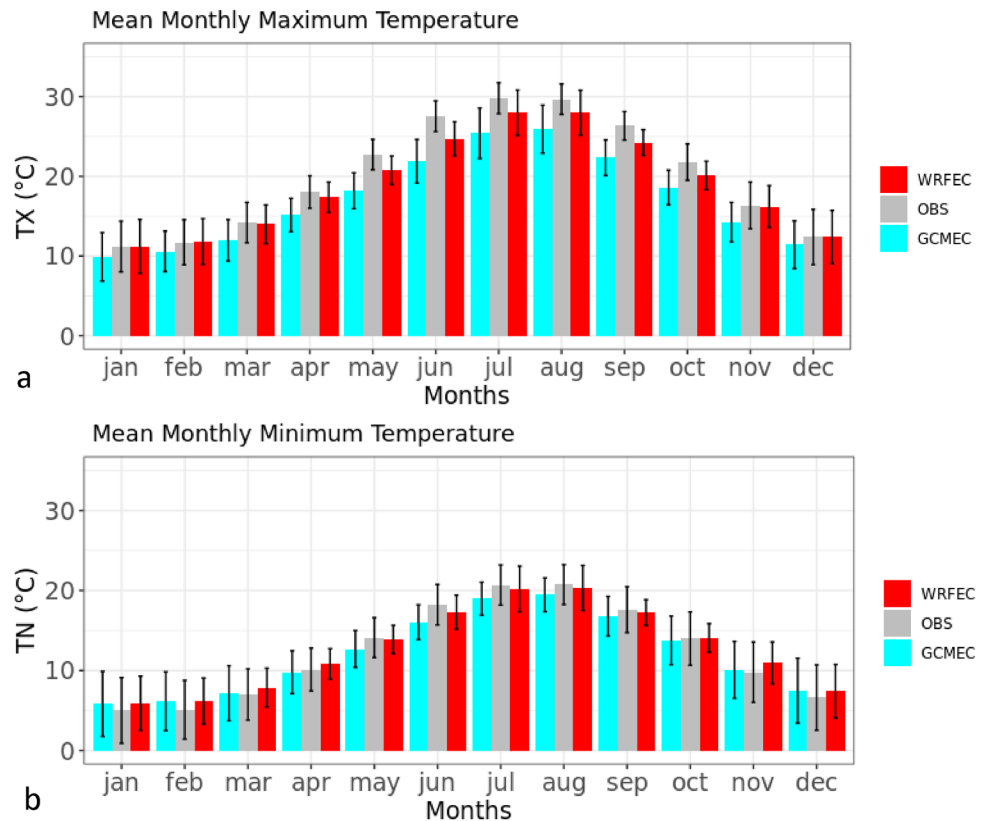 Mean Monthly Maximum Temperature
30
20
10
0
TX (°C)
jan feb mar apr may jun jul aug sep oct nov dec
Months
WRFEC
OBS
GCMEC
a
Mean Monthly Minimum Temperature
30
20
10
0
TN (°C)
jan feb mar apr may jun jul aug sep oct nov dec
Months
WRFEC
OBS
GCMEC
b